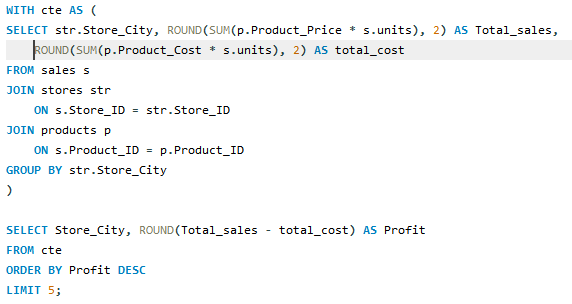 WITH cte AS (
SELECT str.Store_City, ROUND(SUM(p.Product_Price * s.units), 2) AS Total_sales,
    ROUND(SUM(p.Product_Cost * s.units), 2) AS total_cost
FROM sales s
JOIN stores str
    ON s.Store_ID = str.Store_ID
JOIN products p
    ON s.Product_ID = p.Product_ID
GROUP BY str.Store_City
)

SELECT Store_City, ROUND(Total_sales - total_cost) AS Profit
FROM cte
ORDER BY Profit DESC
LIMIT 5;